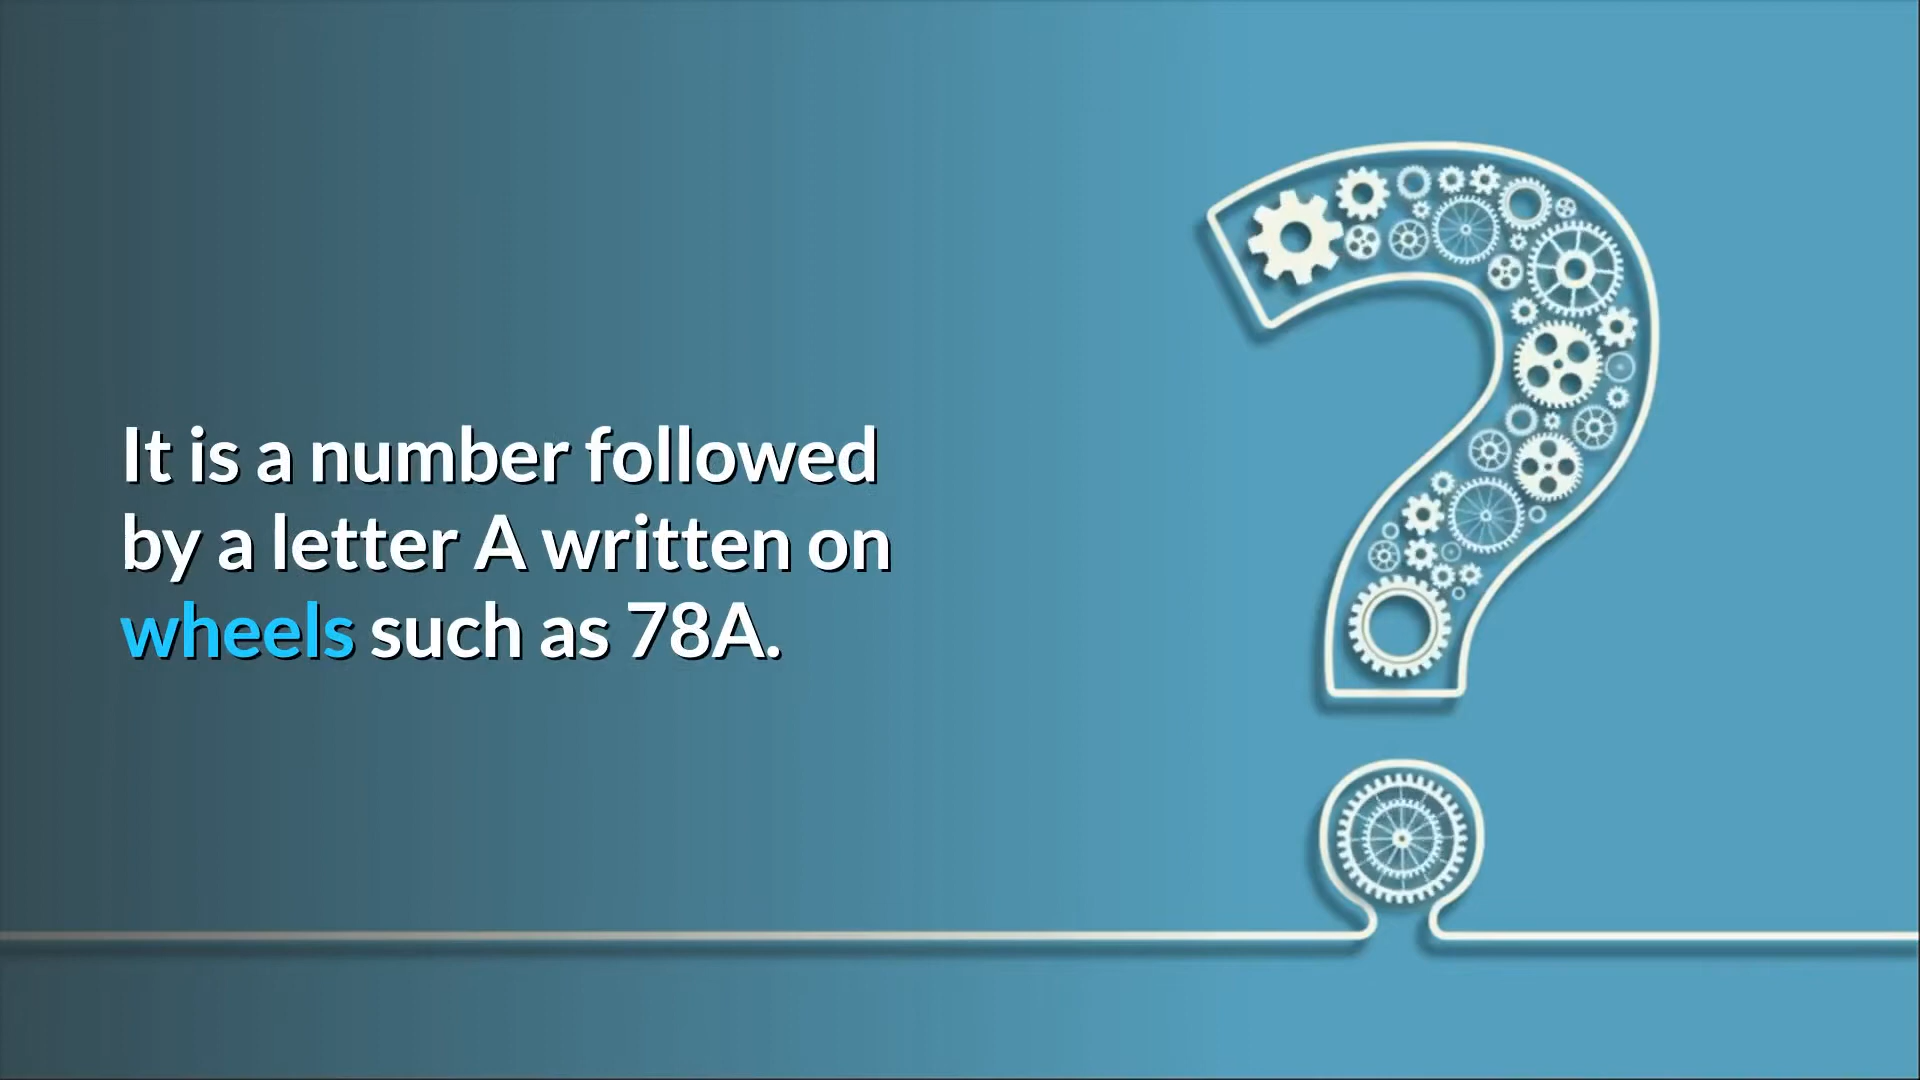 It is a number followed
by a letter A written on
wheels such as 78A.